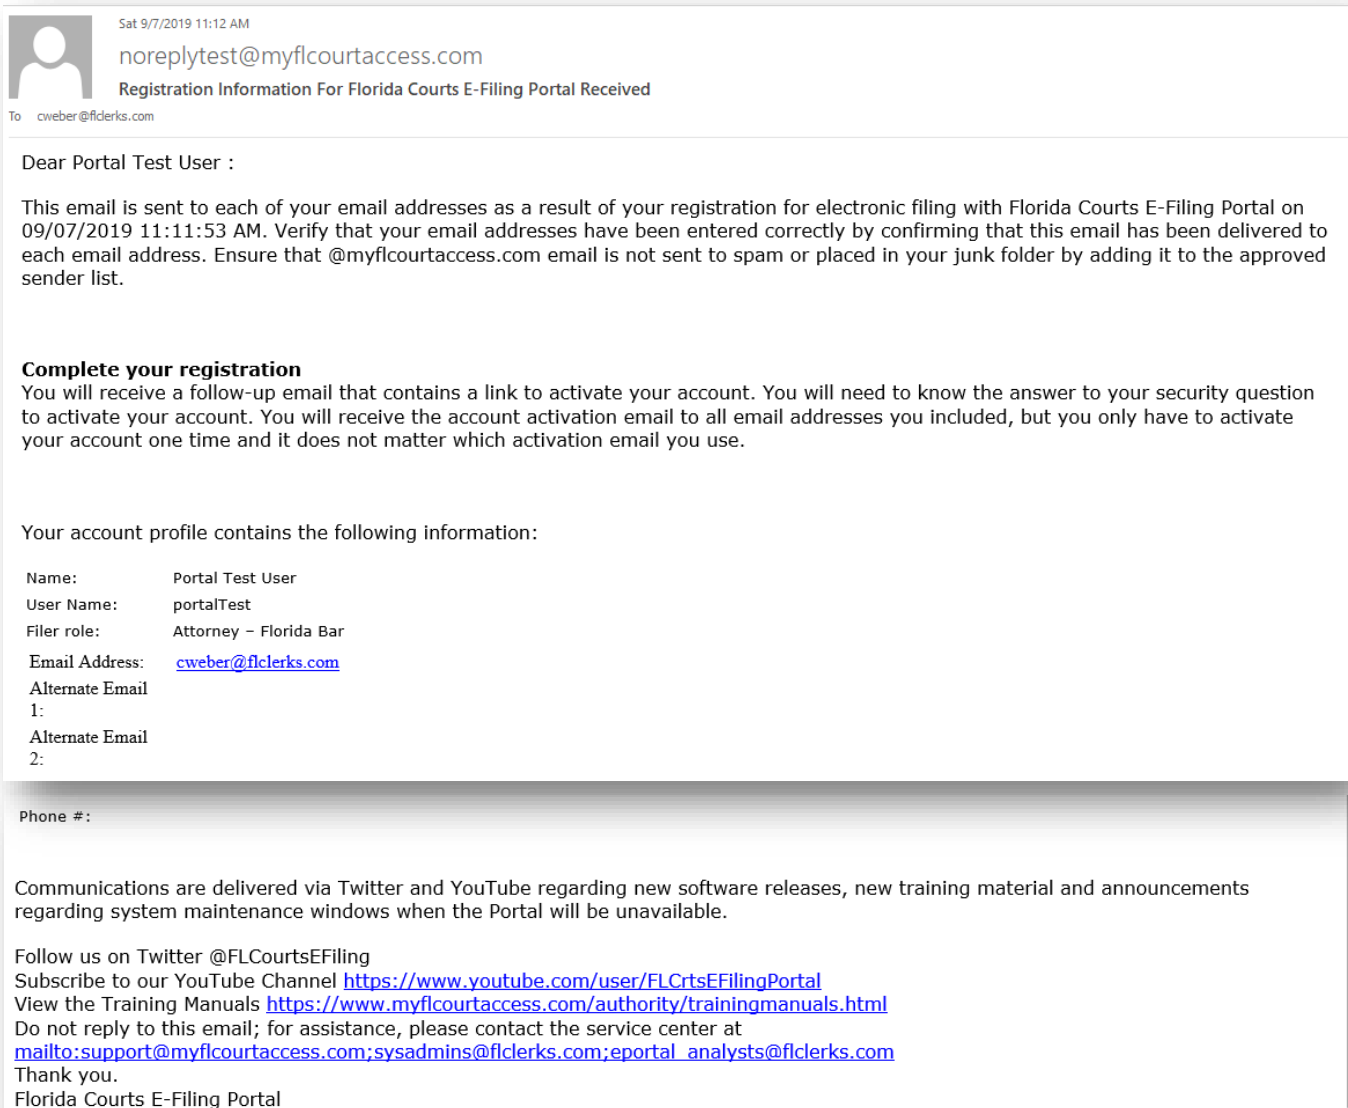 Sat 9/7/2019 11:12 AM
noreplytest@myflcourtaccess.com
Registration Information For Florida Courts E-Filing Portal Received
To cweber@flclerks.com
Dear Portal Test User :
This email is sent to each of your email addresses as a result of your registration for electronic filing with Florida Courts E-Filing Portal on
09/07/2019 11:11:53 AM. Verify that your email addresses have been entered correctly by confirming that this email has been delivered to
each email address. Ensure that @myflcourtaccess.com email is not sent to spam or placed in your junk folder by adding it to the approved
sender list.
Complete your registration
You will receive a follow-up email that contains a link to activate your account. You will need to know the answer to your security question
to activate your account. You will receive the account activation email to all email addresses you included, but you only have to activate
your account one time and it does not matter which activation email you use.
Your account profile contains the following information:
Name: Portal Test User
User Name: portalTest
Filer role: Attorney – Florida Bar
Email Address: cweber@flclerks.com
Alternate Email
1:
Alternate Email
2:
Phone #:
Communications are delivered via Twitter and YouTube regarding new software releases, new training material and announcements
regarding system maintenance windows when the Portal will be unavailable.
Follow us on Twitter @FLCourtsEFiling
Subscribe to our YouTube Channel https://www.youtube.com/user/FLCrtsEFilingPortal
View the Training Manuals https://www.myflcourtaccess.com/authority/trainingmanuals.html
Do not reply to this email; for assistance, please contact the service center at
mailto:support@myflcourtaccess.com;sysadmins@flclerks.com;eportal_analysts@flclerks.com
Thank you.
Florida Courts E-Filing Portal